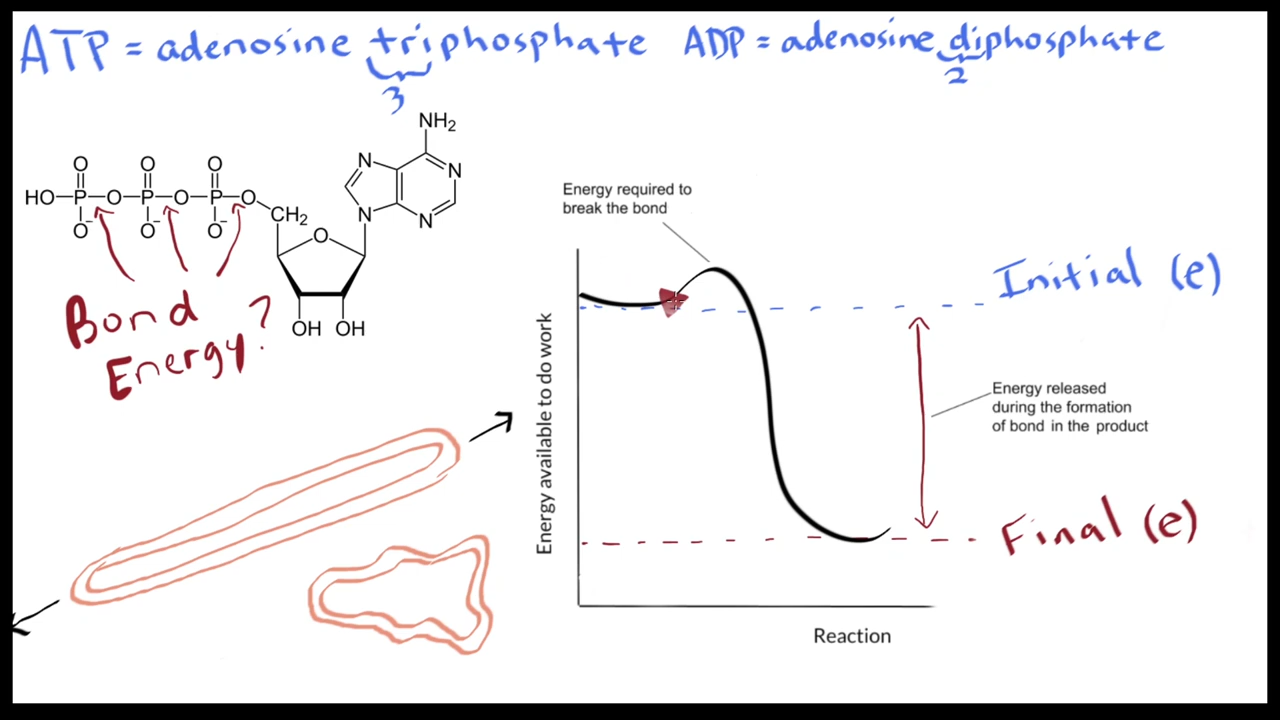 ATP = adenosine triphosphate ADP = adenosine diphosphate
3
2
NH₂
N
N
N
N
O O O
HO P O P O P O
O⁻ O⁻ O⁻
CH₂
O
OH OH
Bond
Energy?
Energy required to
break the bond
Initial (e)
Energy available to do work
Energy released
during the formation
of bond in the product
Final (e)
Reaction